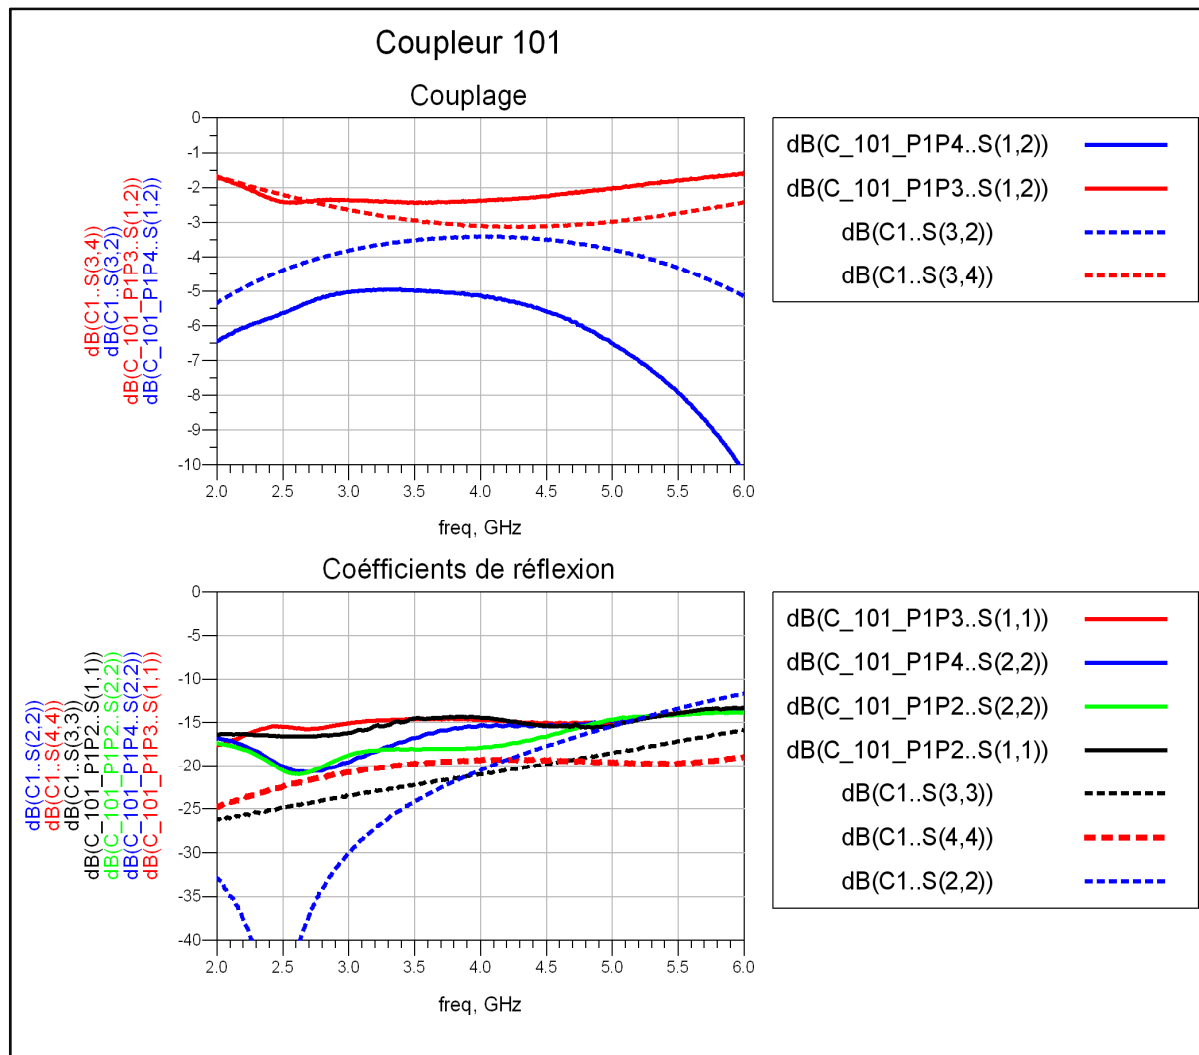 Coupleur 101
Couplage
dB(C1..S(3,4))
dB(C1..S(3,2))
dB(C_101_P1P3..S(1,2))
dB(C_101_P1P4..S(1,2))
0
-1
-2
-3
-4
-5
-6
-7
-8
-9
-10
2.0 2.5 3.0 3.5 4.0 4.5 5.0 5.5 6.0
freq, GHz
dB(C_101_P1P4..S(1,2))
dB(C_101_P1P3..S(1,2))
dB(C1..S(3,2))
dB(C1..S(3,4))
Coéfficients de réflexion
dB(C1..S(2,2))
dB(C1..S(4,4))
dB(C1..S(3,3))
dB(C_101_P1P2..S(1,1))
dB(C_101_P1P2..S(2,2))
dB(C_101_P1P4..S(2,2))
dB(C_101_P1P3..S(1,1))
0
-5
-10
-15
-20
-25
-30
-35
-40
2.0 2.5 3.0 3.5 4.0 4.5 5.0 5.5 6.0
freq, GHz
dB(C_101_P1P3..S(1,1))
dB(C_101_P1P4..S(2,2))
dB(C_101_P1P2..S(2,2))
dB(C_101_P1P2..S(1,1))
dB(C1..S(3,3))
dB(C1..S(4,4))
dB(C1..S(2,2))